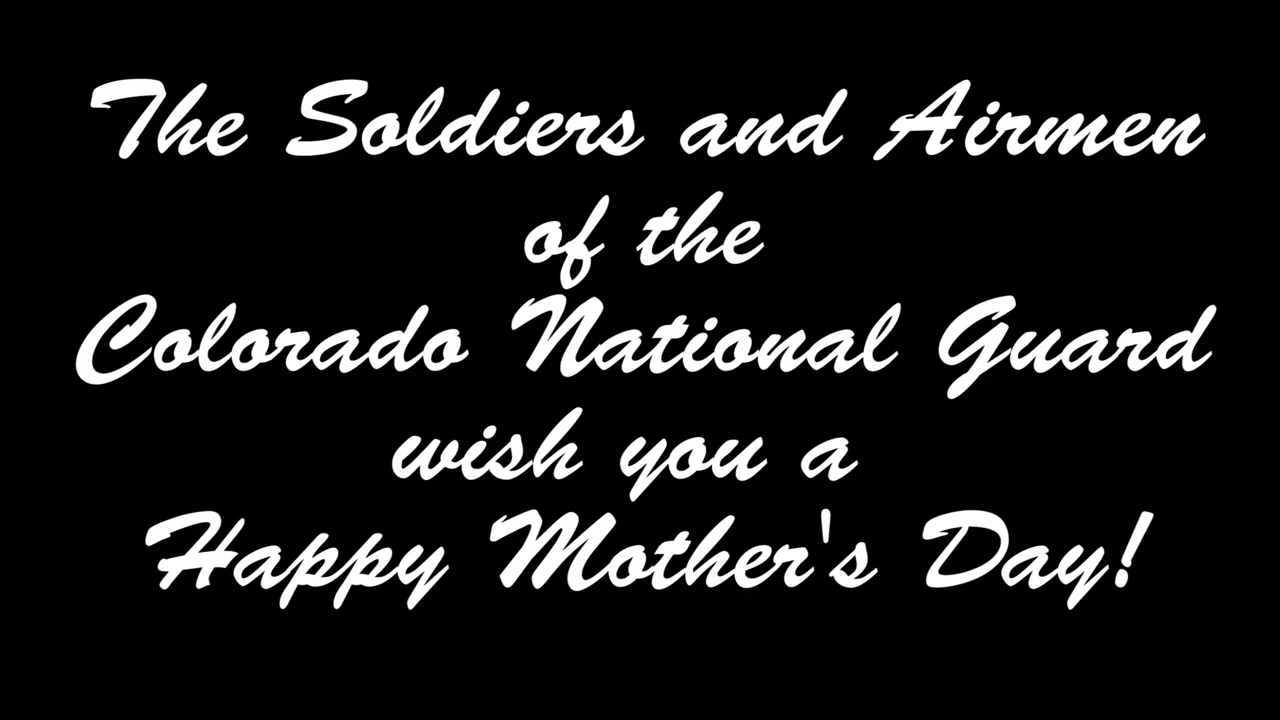 The Soldiers and Airmen
of the
Colorado National Guard
wish you a
Happy Mother's Day!